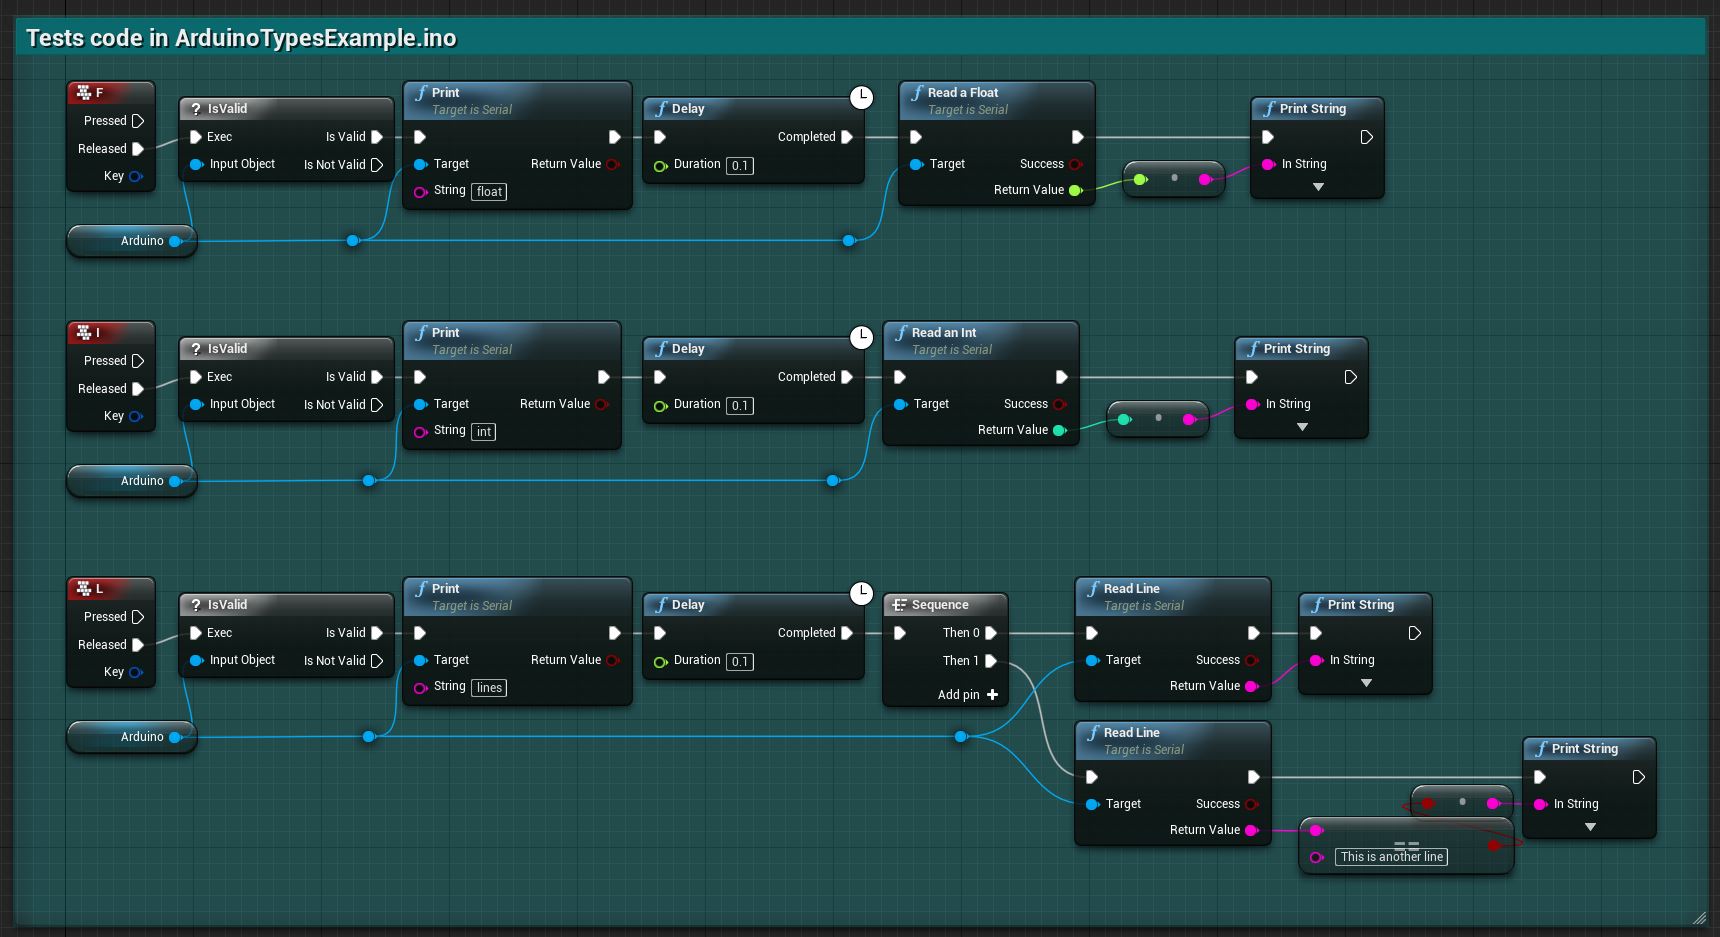 Tests code in ArduinoTypesExample.ino
F
Pressed
Released
Key
? IsValid
Exec
Is Valid
Input Object
Is Not Valid
Arduino
f Print
Target is Serial
Target
Return Value
String float
f Delay
Completed
Duration 0.1
f Read a Float
Target is Serial
Target
Success
Return Value
f Print String
In String
I
Pressed
Released
Key
? IsValid
Exec
Is Valid
Input Object
Is Not Valid
Arduino
f Print
Target is Serial
Target
Return Value
String int
f Delay
Completed
Duration 0.1
f Read an Int
Target is Serial
Target
Success
Return Value
f Print String
In String
L
Pressed
Released
Key
? IsValid
Exec
Is Valid
Input Object
Is Not Valid
Arduino
f Print
Target is Serial
Target
Return Value
String lines
f Delay
Completed
Duration 0.1
Sequence
Then 0
Then 1
Add pin +
f Read Line
Target is Serial
Target
Success
Return Value
f Print String
In String
f Read Line
Target is Serial
Target
Success
Return Value
==
This is another line
f Print String
In String